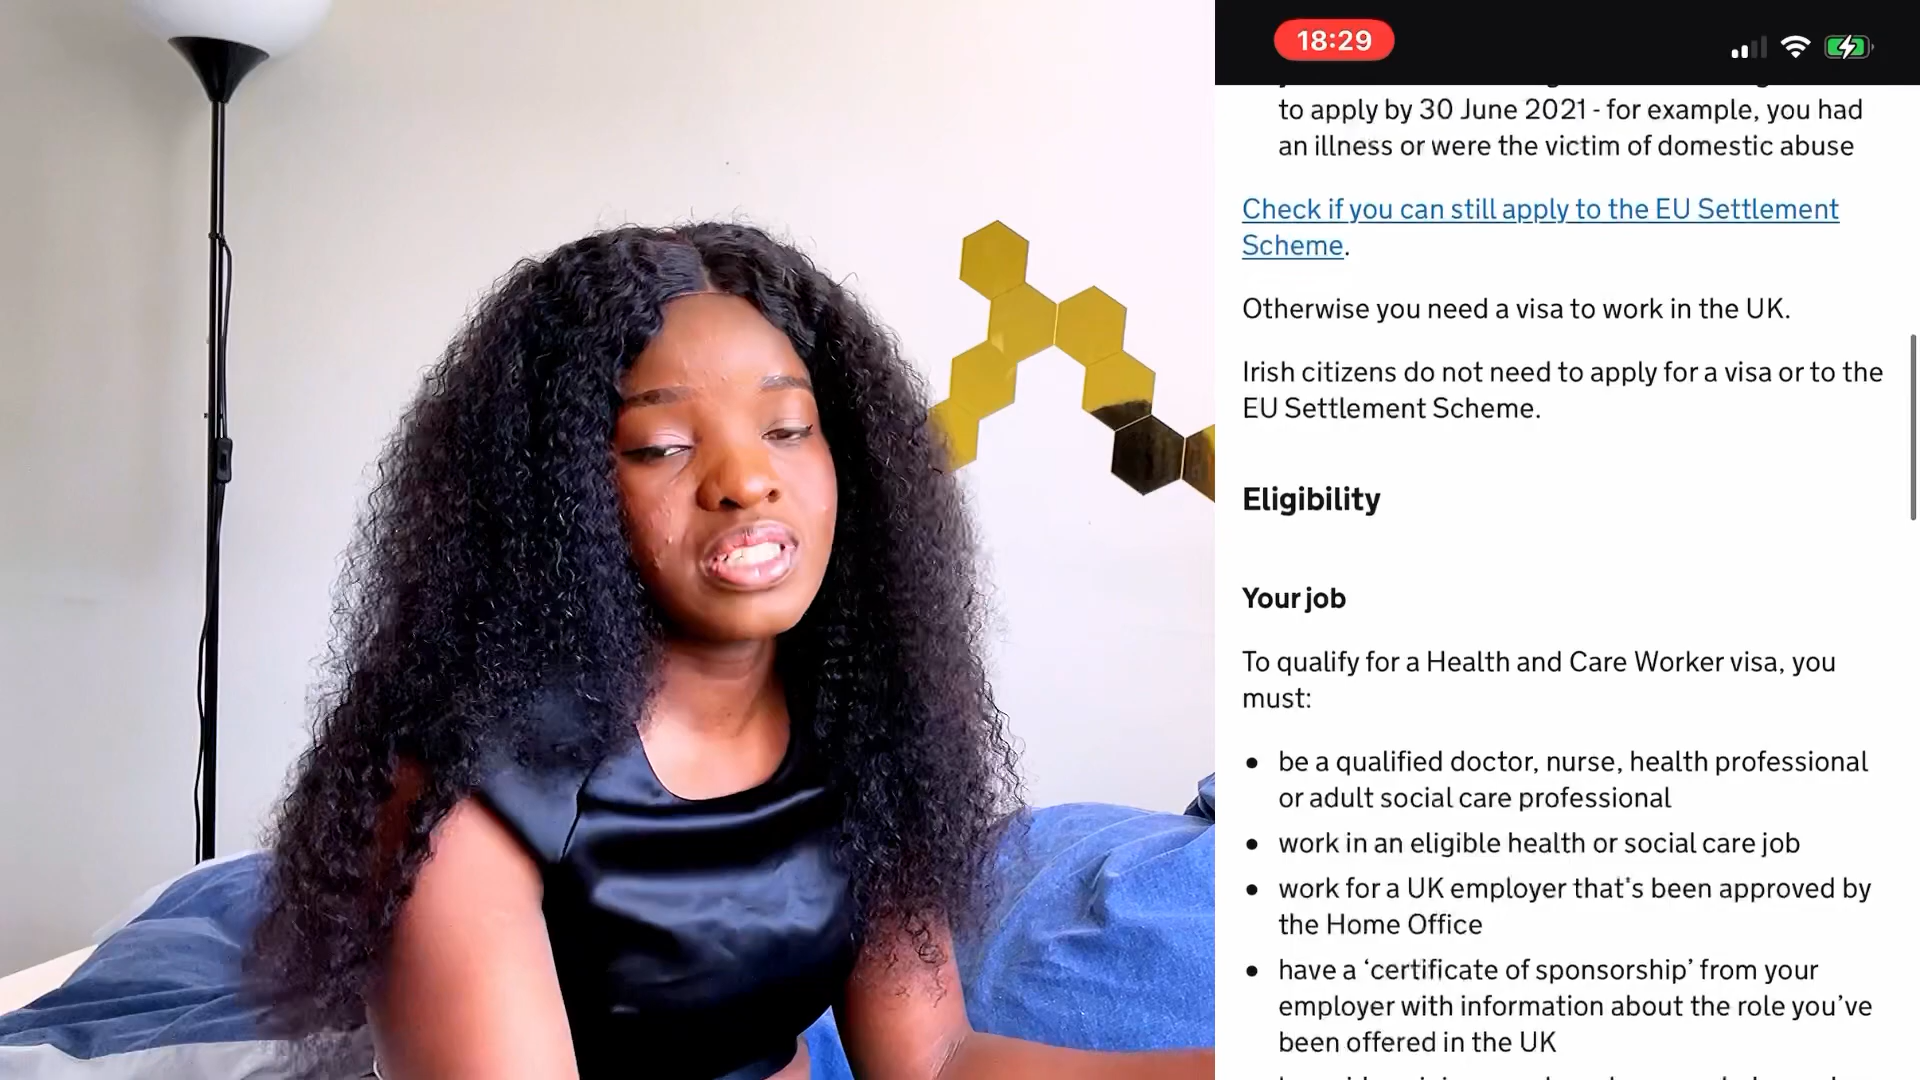 18:29
to apply by 30 June 2021 - for example, you had
an illness or were the victim of domestic abuse
Check if you can still apply to the EU Settlement
Scheme.
Otherwise you need a visa to work in the UK.
Irish citizens do not need to apply for a visa or to the
EU Settlement Scheme.
Eligibility
Your job
To qualify for a Health and Care Worker visa, you
must:
• be a qualified doctor, nurse, health professional
or adult social care professional
• work in an eligible health or social care job
• work for a UK employer that's been approved by
the Home Office
• have a ‘certificate of sponsorship’ from your
employer with information about the role you’ve
been offered in the UK